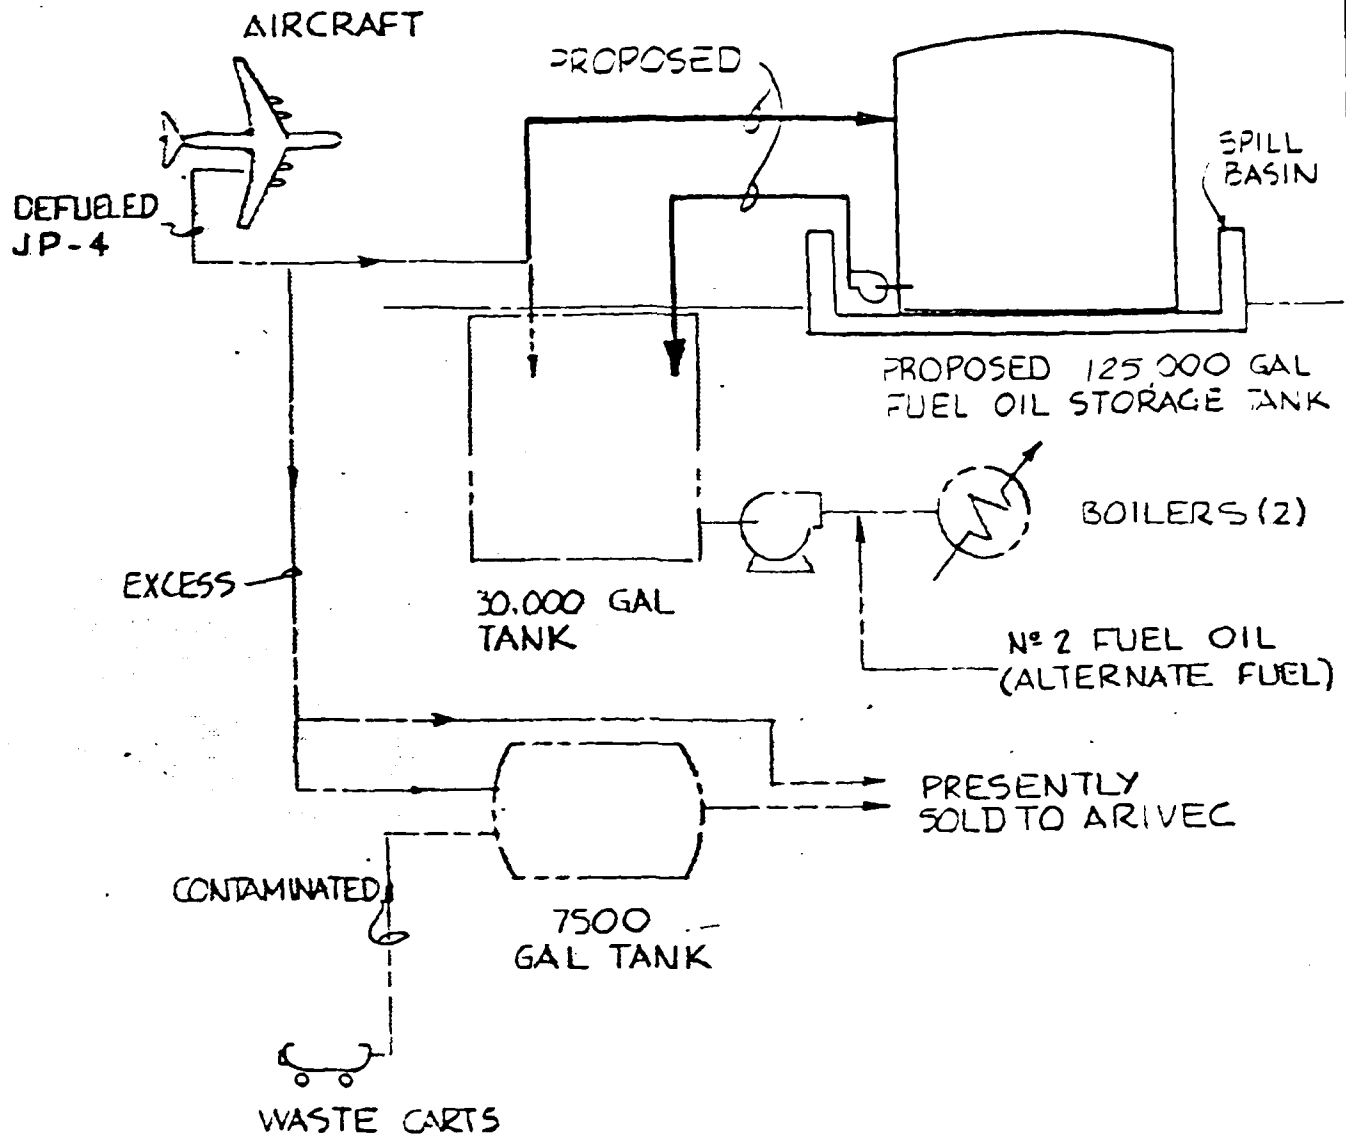 AIRCRAFT
PROPOSED
SPILL
BASIN
DEFUELED
JP-4
PROPOSED 125,000 GAL
FUEL OIL STORAGE TANK
BOILERS (2)
EXCESS
30,000 GAL
TANK
Nº 2 FUEL OIL
(ALTERNATE FUEL)
PRESENTLY
SOLD TO ARIVEC
CONTAMINATED
7500
GAL TANK
WASTE CARTS